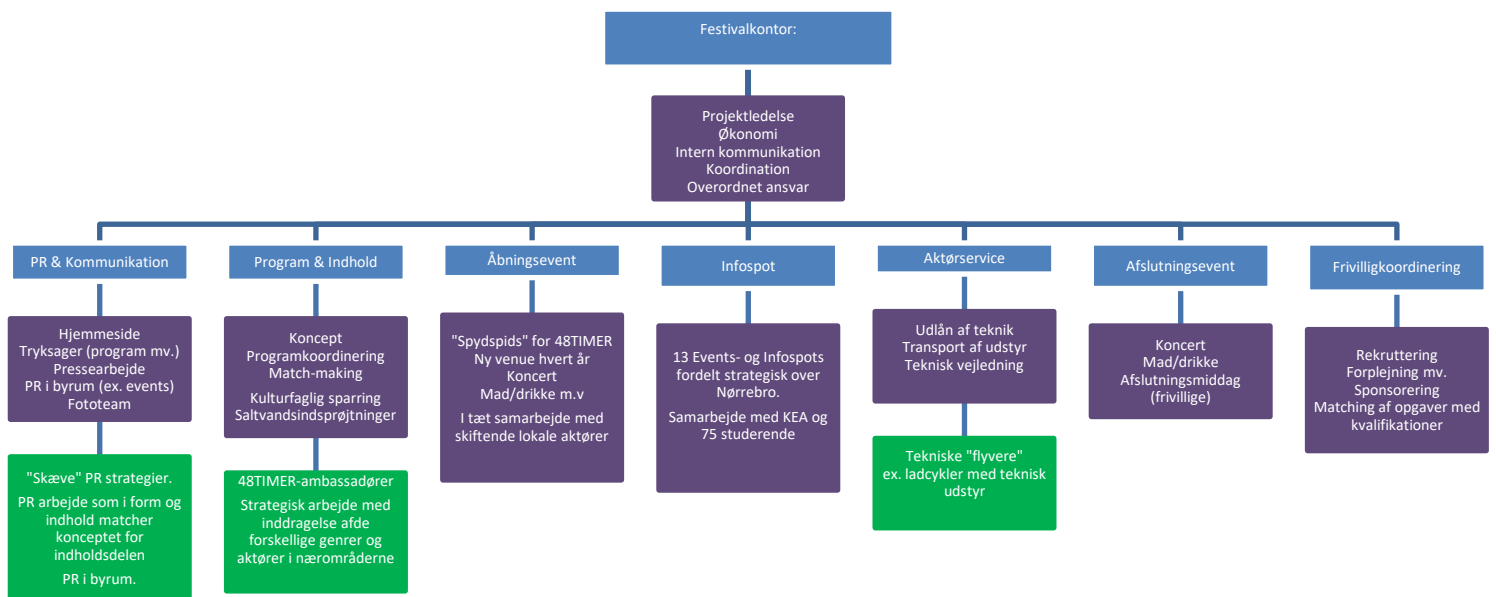 Festivalkontor:
Projektledelse
Økonomi
Intern kommunikation
Koordination
Overordnet ansvar
PR & Kommunikation
Hjemmeside
Tryksager (program mv.)
Pressearbejde
PR i byrum (ex. events)
Fototeam
"Skæve" PR strategier.
PR arbejde som i form og
indhold matcher
konceptet for
indholdsdelen
PR i byrum.
Program & Indhold
Koncept
Programkoordinering
Match-making
Kulturfaglig sparring
Saltvandsindsprøjtninger
48TIMER-ambassadører
Strategisk arbejde med
inddragelse afde
forskellige genrer og
aktører i nærområderne
Åbningsevent
"Spydspids" for 48TIMER
Ny venue hvert år
Koncert
Mad/drikke m.v
I tæt samarbejde med
skiftende lokale aktører
Infospot
13 Events- og Infospots
fordelt strategisk over
Nørrebro.
Samarbejde med KEA og
75 studerende
Aktørservice
Udlån af teknik
Transport af udstyr
Teknisk vejledning
Tekniske "flyvere"
ex. ladcykler med teknisk
udstyr
Afslutningsevent
Koncert
Mad/drikke
Afslutningsmiddag
(frivillige)
Frivilligkoordinering
Rekruttering
Forplejning mv.
Sponsorering
Matching af opgaver med
kvalifikationer